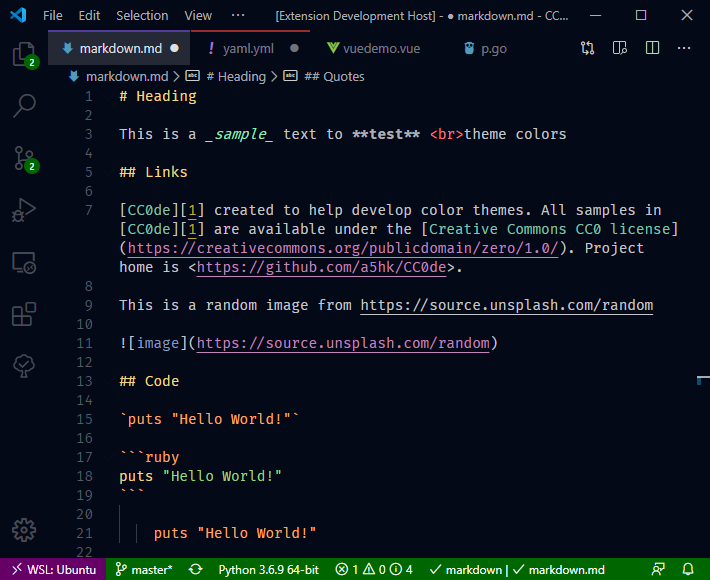 File Edit Selection View ··· [Extension Development Host] - ● markdown.md - CC...
markdown.md ● ! yaml.yml ● vuedemo.vue p.go ···
markdown.md > abc # Heading > abc ## Quotes
1 # Heading
2
3 This is a _sample_ text to **test** <br>theme colors
4
5 ## Links
6
7 [CC0de][1] created to help develop color themes. All samples in
[CC0de][1] are available under the [Creative Commons CC0 license]
(https://creativecommons.org/publicdomain/zero/1.0/). Project
home is <https://github.com/a5hk/CC0de>.
8
9 This is a random image from https://source.unsplash.com/random
10
11 ![image](https://source.unsplash.com/random)
12
13 ## Code
14
15 `puts "Hello World!"`
16
17 ```ruby
18 puts "Hello World!"
19 ```
20
21 puts "Hello World!"
22
2
2
WSL: Ubuntu master* Python 3.6.9 64-bit 1 0 4 markdown | markdown.md